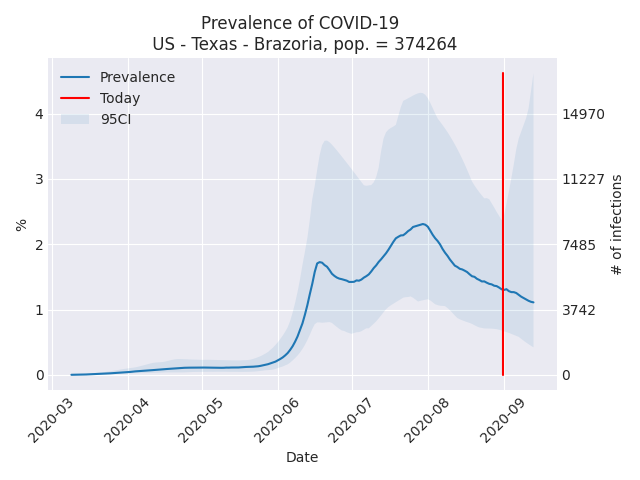 Prevalence of COVID-19
US - Texas - Brazoria, pop. = 374264
Prevalence
Today
95CI
%
4
3
2
1
0
14970
11227
7485
3742
0
# of infections
2020-03
2020-04
2020-05
2020-06
2020-07
2020-08
2020-09
Date